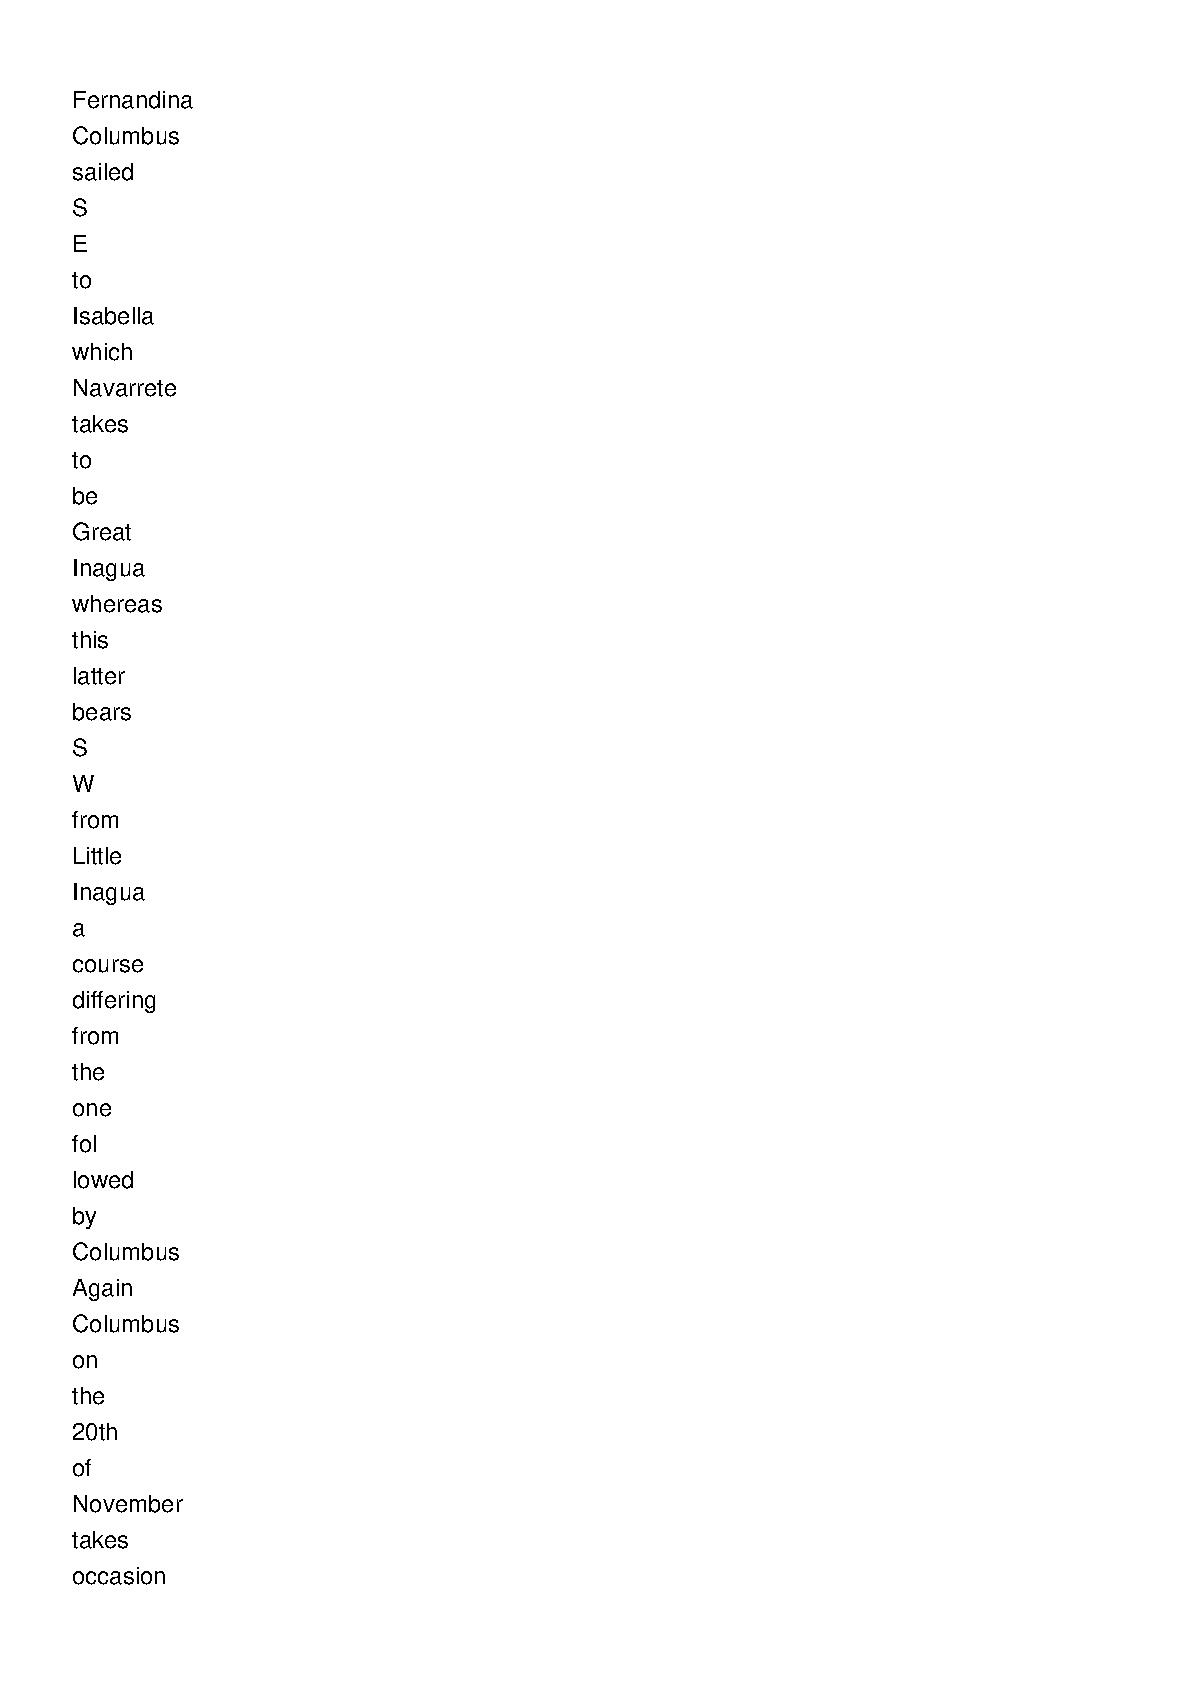 Fernandina
Columbus
sailed
S
E
to
Isabella
which
Navarrete
takes
to
be
Great
Inagua
whereas
this
latter
bears
S
W
from
Little
Inagua
a
course
differing
from
the
one
fol
lowed
by
Columbus
Again
Columbus
on
the
20th
of
November
takes
occasion